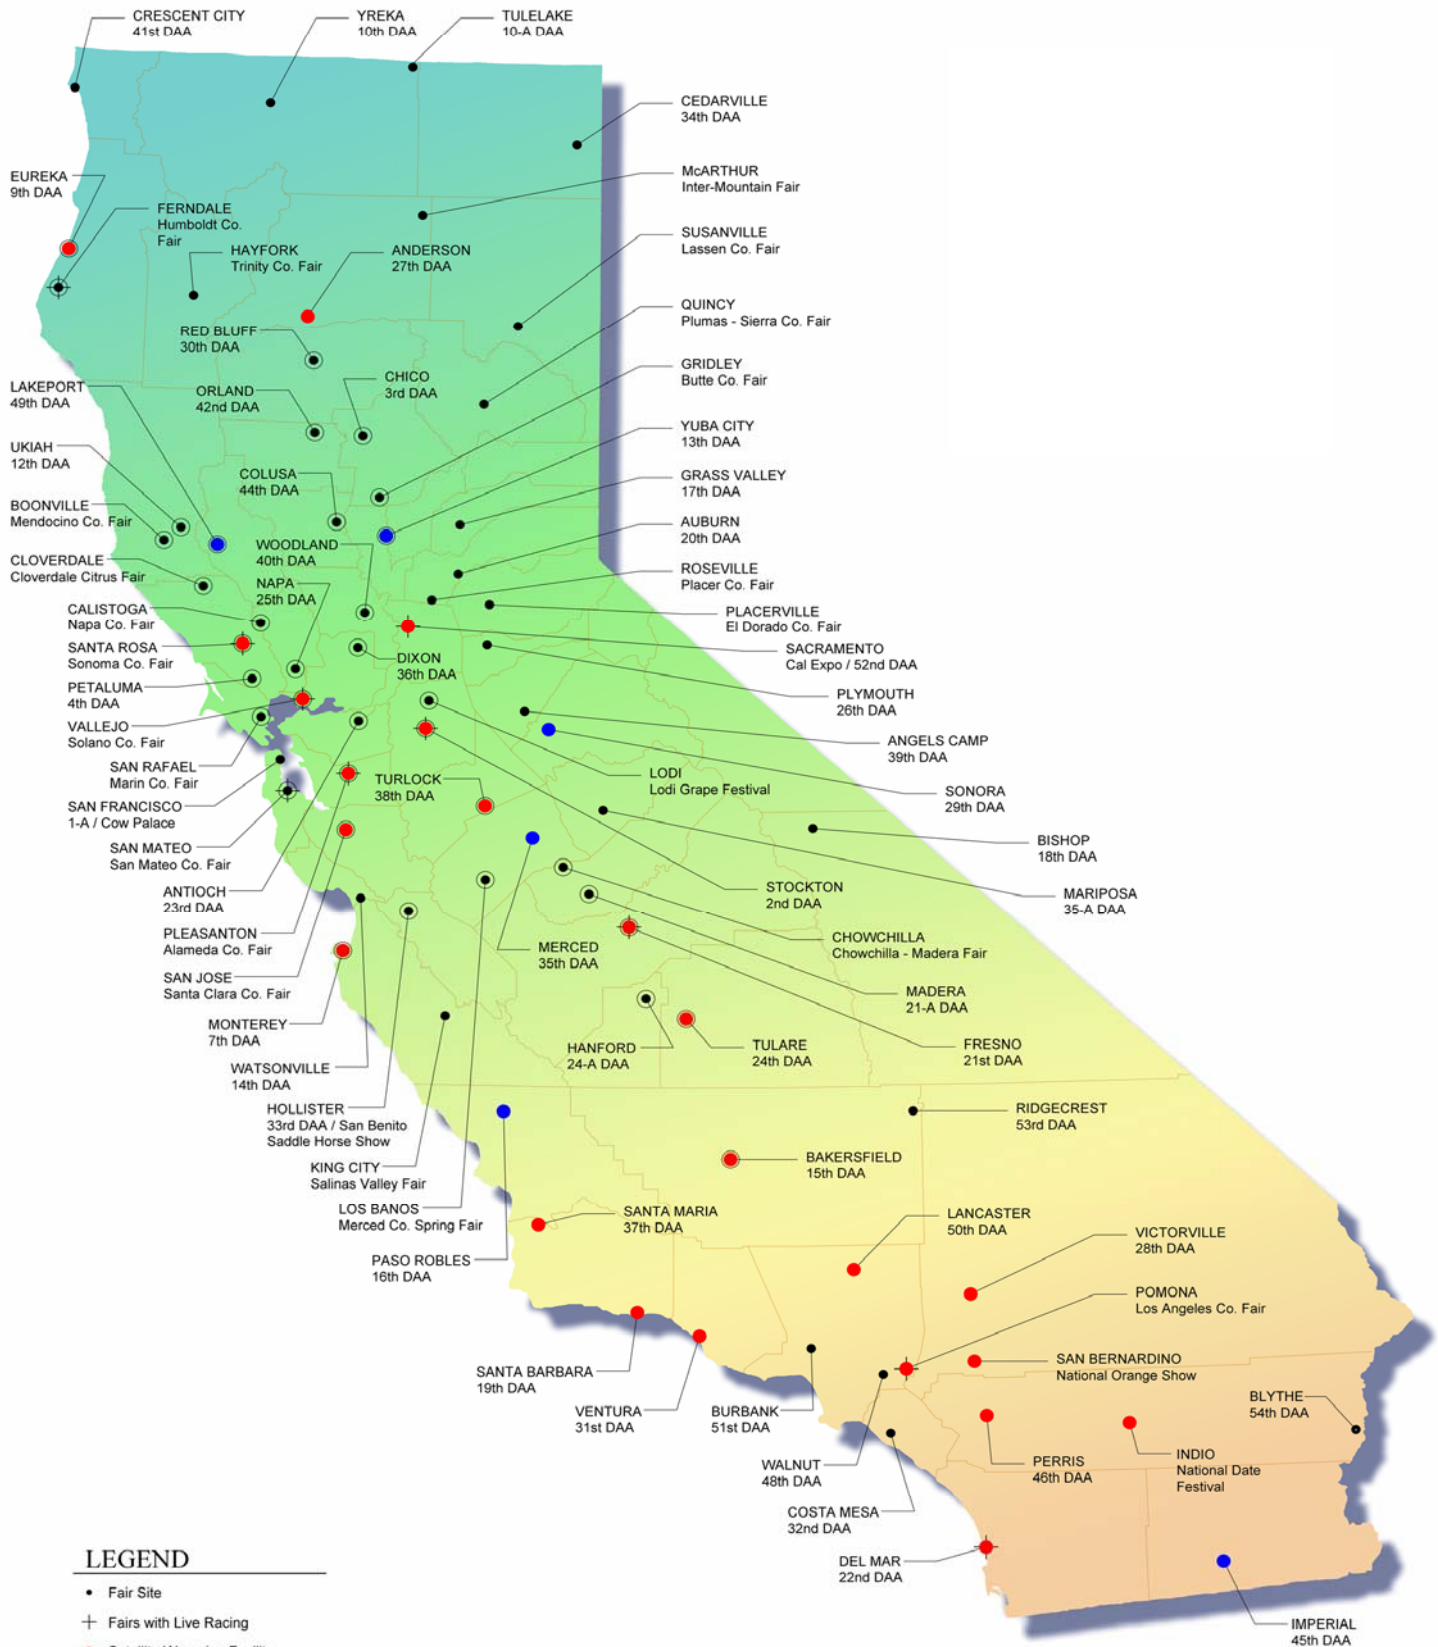 CRESCENT CITY
41st DAA
YREKA
10th DAA
TULELAKE
10-A DAA
CEDARVILLE
34th DAA
McARTHUR
Inter-Mountain Fair
EUREKA
9th DAA
FERNDALE
Humboldt Co.
Fair
HAYFORK
Trinity Co. Fair
ANDERSON
27th DAA
SUSANVILLE
Lassen Co. Fair
QUINCY
Plumas - Sierra Co. Fair
RED BLUFF
30th DAA
GRIDLEY
Butte Co. Fair
LAKEPORT
49th DAA
ORLAND
42nd DAA
CHICO
3rd DAA
YUBA CITY
13th DAA
UKIAH
12th DAA
COLUSA
44th DAA
GRASS VALLEY
17th DAA
BOONVILLE
Mendocino Co. Fair
AUBURN
20th DAA
WOODLAND
40th DAA
CLOVERDALE
Cloverdale Citrus Fair
NAPA
25th DAA
ROSEVILLE
Placer Co. Fair
CALISTOGA
Napa Co. Fair
PLACERVILLE
El Dorado Co. Fair
SANTA ROSA
Sonoma Co. Fair
DIXON
36th DAA
SACRAMENTO
Cal Expo / 52nd DAA
PETALUMA
4th DAA
PLYMOUTH
26th DAA
VALLEJO
Solano Co. Fair
ANGELS CAMP
39th DAA
SAN RAFAEL
Marin Co. Fair
TURLOCK
38th DAA
LODI
Lodi Grape Festival
SONORA
29th DAA
SAN FRANCISCO
1-A / Cow Palace
BISHOP
18th DAA
SAN MATEO
San Mateo Co. Fair
ANTIOCH
23rd DAA
STOCKTON
2nd DAA
MARIPOSA
35-A DAA
PLEASANTON
Alameda Co. Fair
MERCED
35th DAA
CHOWCHILLA
Chowchilla - Madera Fair
SAN JOSE
Santa Clara Co. Fair
MADERA
21-A DAA
MONTEREY
7th DAA
HANFORD
24-A DAA
TULARE
24th DAA
FRESNO
21st DAA
WATSONVILLE
14th DAA
HOLLISTER
33rd DAA / San Benito
Saddle Horse Show
RIDGECREST
53rd DAA
KING CITY
Salinas Valley Fair
BAKERSFIELD
15th DAA
LOS BANOS
Merced Co. Spring Fair
SANTA MARIA
37th DAA
LANCASTER
50th DAA
PASO ROBLES
16th DAA
VICTORVILLE
28th DAA
POMONA
Los Angeles Co. Fair
SANTA BARBARA
19th DAA
SAN BERNARDINO
National Orange Show
VENTURA
31st DAA
BURBANK
51st DAA
BLYTHE
54th DAA
WALNUT
48th DAA
PERRIS
46th DAA
INDIO
National Date
Festival
COSTA MESA
32nd DAA
DEL MAR
22nd DAA
IMPERIAL
45th DAA
LEGEND
Fair Site
Fairs with Live Racing